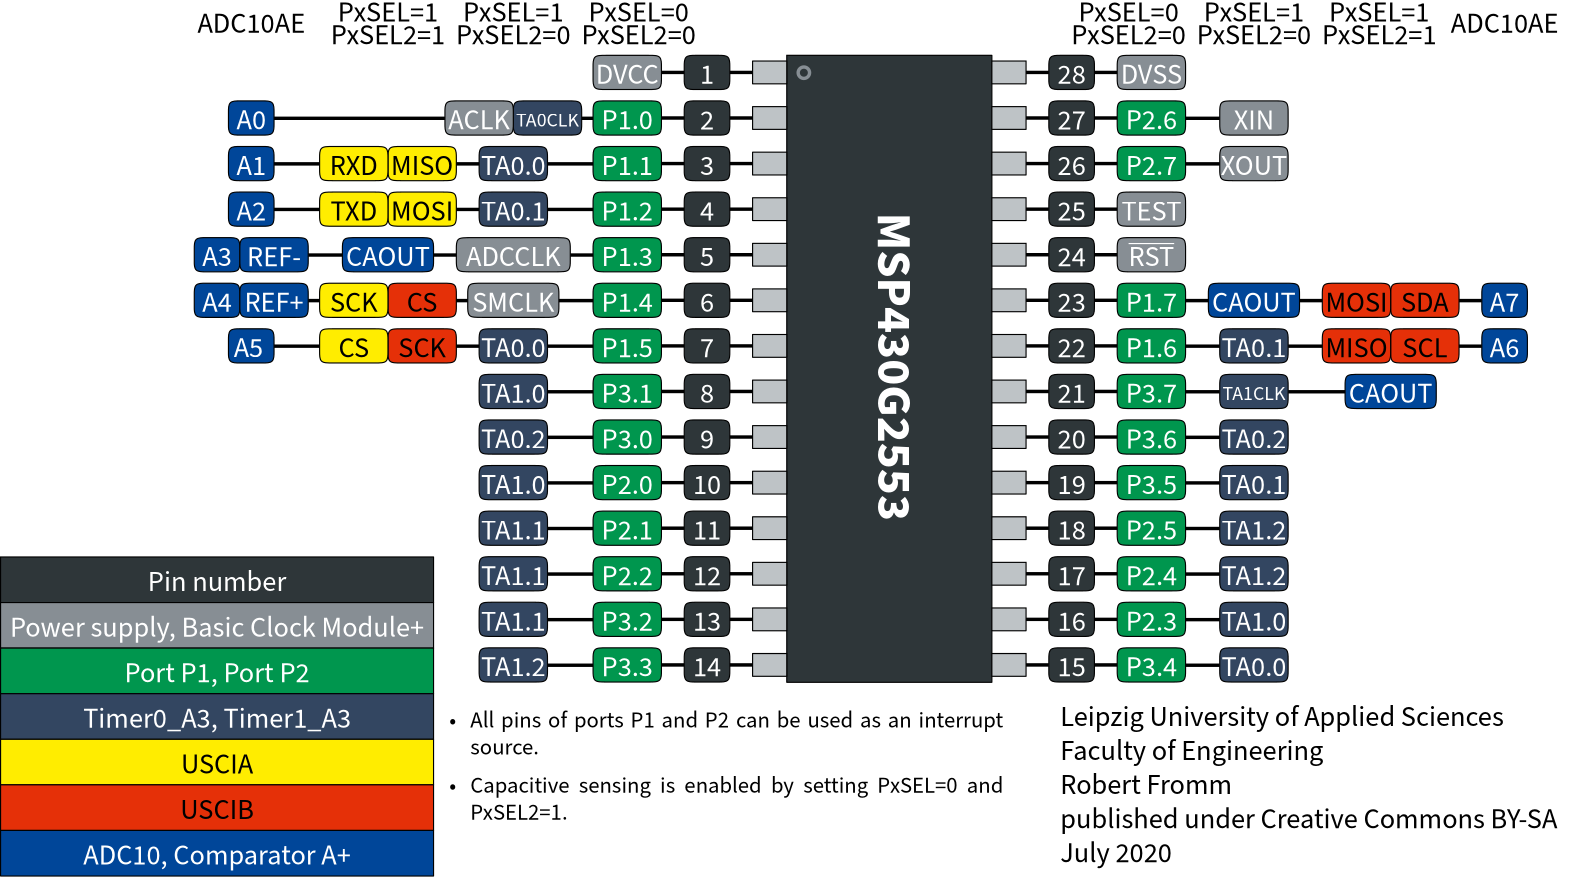 ADC10AE PxSEL=1 PxSEL=1 PxSEL=0 PxSEL=0 PxSEL=1 PxSEL=1 ADC10AE
PxSEL2=1 PxSEL2=0 PxSEL2=0 PxSEL2=0 PxSEL2=0 PxSEL2=1
DVCC 1 28 DVSS
A0 ACLK TA0CLK P1.0 2 27 P2.6 XIN
A1 RXD MISO TA0.0 P1.1 3 26 P2.7 XOUT
A2 TXD MOSI TA0.1 P1.2 4 25 TEST
A3 REF- CAOUT ADCCLK P1.3 5 24 RST
A4 REF+ SCK CS SMCLK P1.4 6 23 P1.7 CAOUT MOSI SDA A7
A5 CS SCK TA0.0 P1.5 7 22 P1.6 TA0.1 MISO SCL A6
TA1.0 P3.1 8 21 P3.7 TA1CLK CAOUT
TA0.2 P3.0 9 20 P3.6 TA0.2
TA1.0 P2.0 10 19 P3.5 TA0.1
TA1.1 P2.1 11 18 P2.5 TA1.2
TA1.1 P2.2 12 17 P2.4 TA1.2
TA1.1 P3.2 13 16 P2.3 TA1.0
TA1.2 P3.3 14 15 P3.4 TA0.0
MSP430G2553
Pin number
Power supply, Basic Clock Module+
Port P1, Port P2
Timer0_A3, Timer1_A3
USCIA
USCIB
ADC10, Comparator A+
• All pins of ports P1 and P2 can be used as an interrupt
source.
• Capacitive sensing is enabled by setting PxSEL=0 and
PxSEL2=1.
Leipzig University of Applied Sciences
Faculty of Engineering
Robert Fromm
published under Creative Commons BY-SA
July 2020